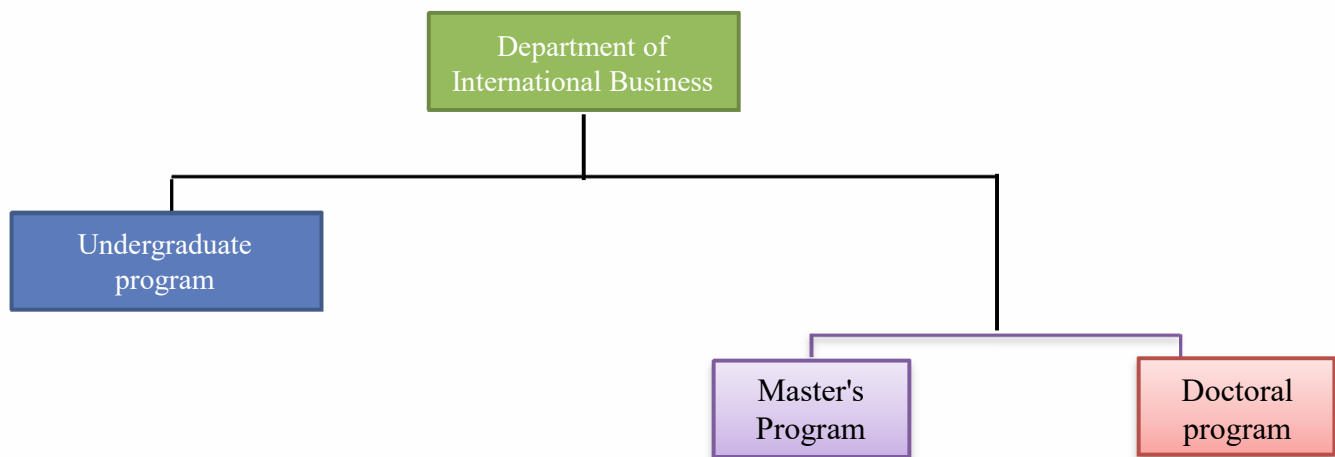 Department of
International Business
Undergraduate
program
Master's
Program
Doctoral
program